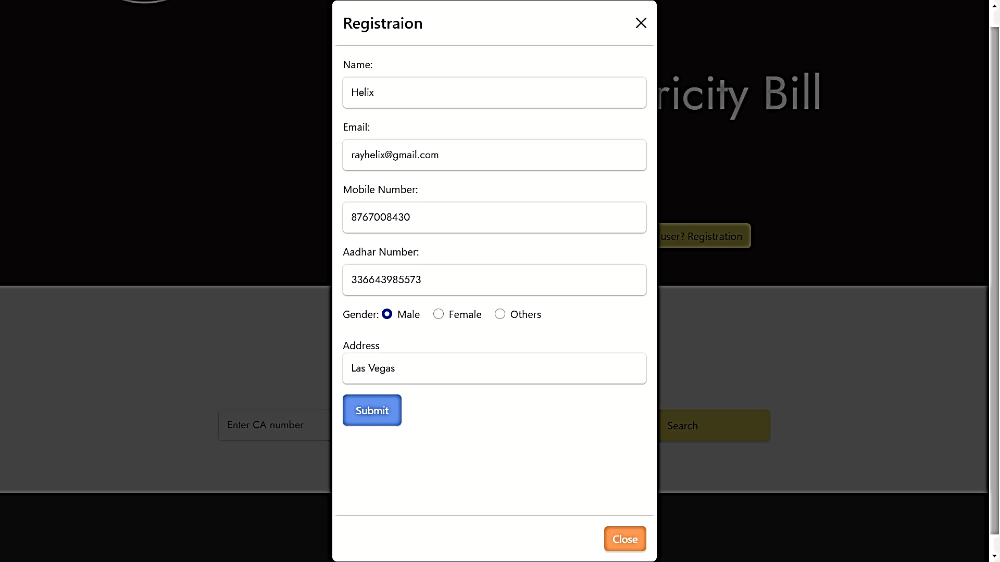 Registraion
Name:
Helix
ricity Bill
Email:
rayhelix@gmail.com
Mobile Number:
8767008430
user? Registration
Aadhar Number:
336643985573
Gender: Male Female Others
Address
Las Vegas
Submit
Enter CA number
Search
Close